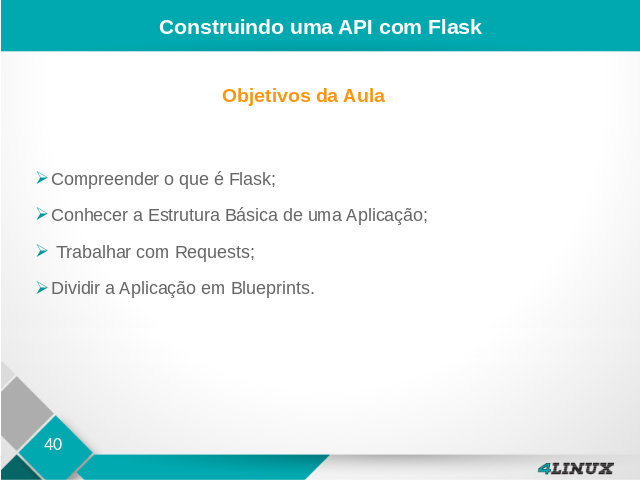 Construindo uma API com Flask
Objetivos da Aula
Compreender o que é Flask;
Conhecer a Estrutura Básica de uma Aplicação;
Trabalhar com Requests;
Dividir a Aplicação em Blueprints.
40
4LINUX